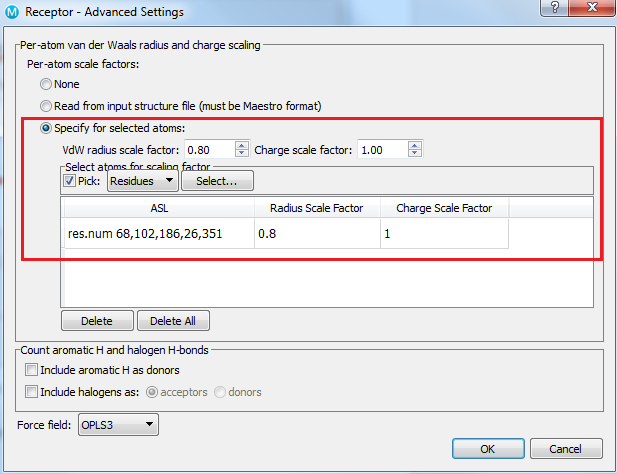 M Receptor - Advanced Settings ? X
Per-atom van der Waals radius and charge scaling
Per-atom scale factors:
None
Read from input structure file (must be Maestro format)
Specify for selected atoms:
VdW radius scale factor: 0.80 Charge scale factor: 1.00
Select atoms for scaling factor
Pick: Residues Select...
ASL Radius Scale Factor Charge Scale Factor
res.num 68,102,186,26,351 0.8 1
Delete Delete All
Count aromatic H and halogen H-bonds
Include aromatic H as donors
Include halogens as: acceptors donors
Force field: OPLS3
OK Cancel